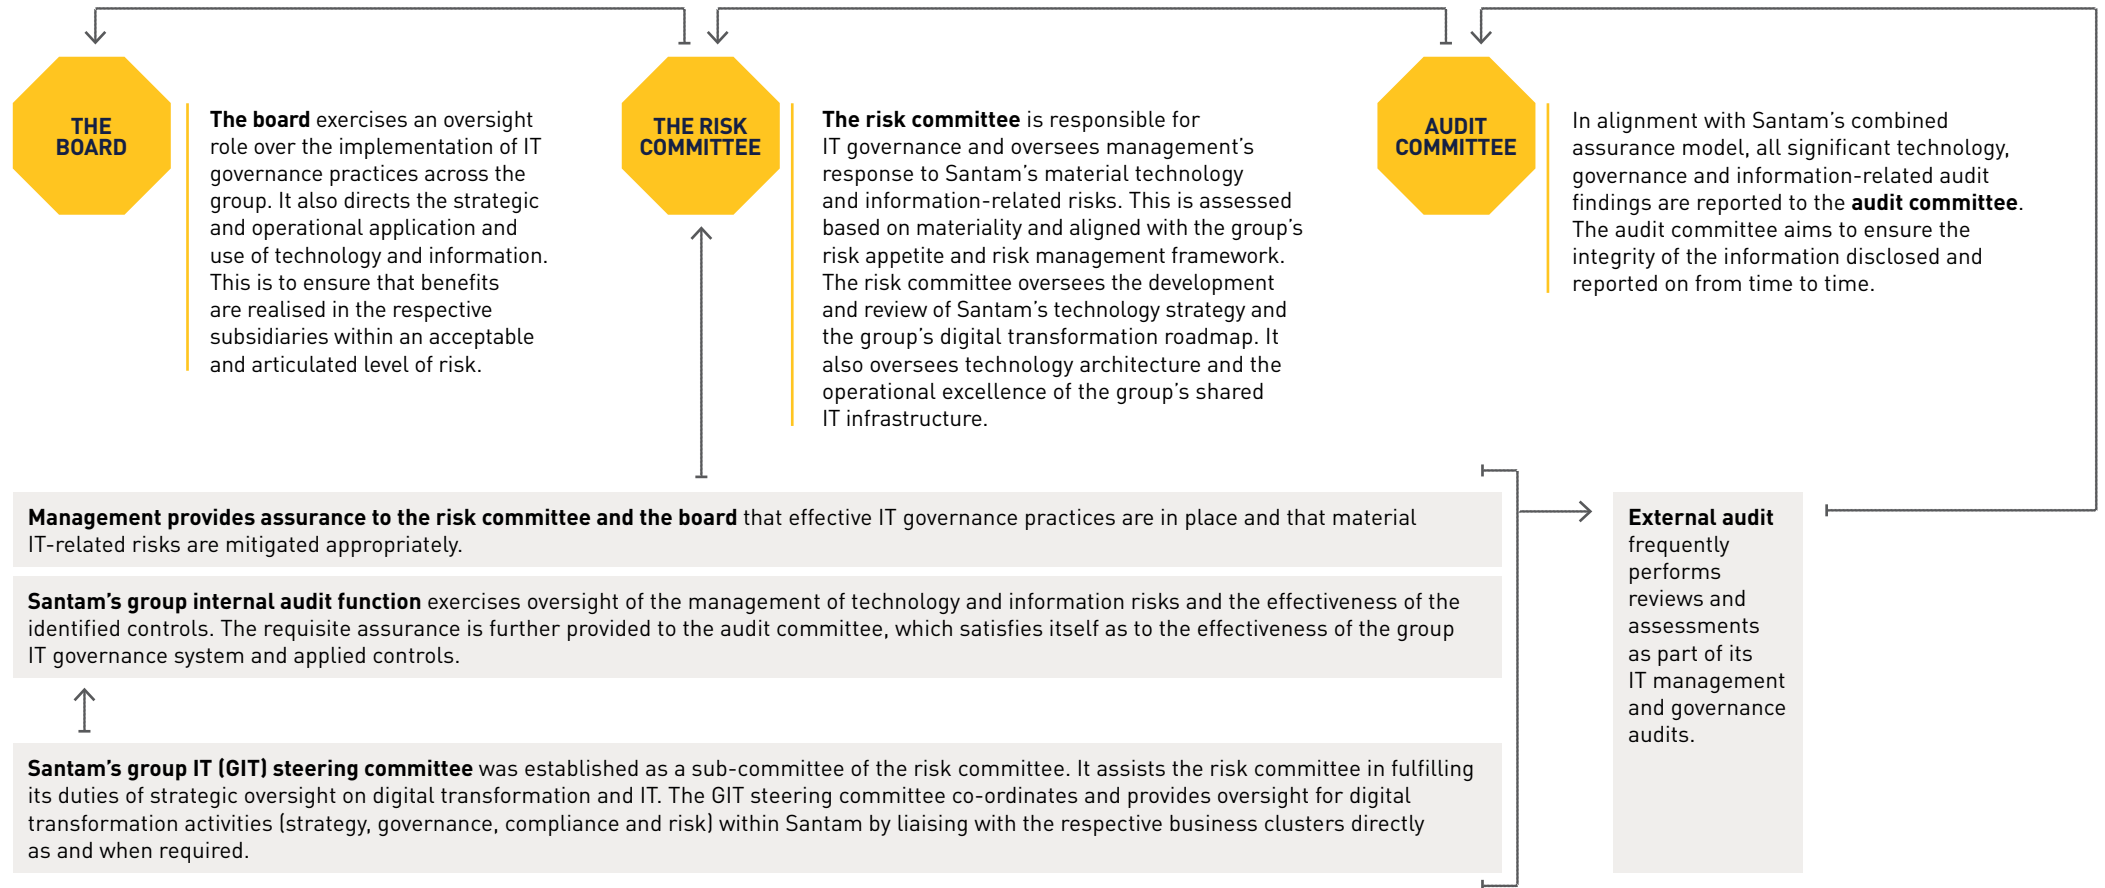 THE
BOARD
The board exercises an oversight
role over the implementation of IT
governance practices across the
group. It also directs the strategic
and operational application and
use of technology and information.
This is to ensure that benefits
are realised in the respective
subsidiaries within an acceptable
and articulated level of risk.
THE RISK
COMMITTEE
The risk committee is responsible for
IT governance and oversees management’s
response to Santam’s material technology
and information-related risks. This is assessed
based on materiality and aligned with the group’s
risk appetite and risk management framework.
The risk committee oversees the development
and review of Santam’s technology strategy and
the group’s digital transformation roadmap. It
also oversees technology architecture and the
operational excellence of the group’s shared
IT infrastructure.
AUDIT
COMMITTEE
In alignment with Santam’s combined
assurance model, all significant technology,
governance and information-related audit
findings are reported to the audit committee.
The audit committee aims to ensure the
integrity of the information disclosed and
reported on from time to time.
Management provides assurance to the risk committee and the board that effective IT governance practices are in place and that material
IT-related risks are mitigated appropriately.
Santam’s group internal audit function exercises oversight of the management of technology and information risks and the effectiveness of the
identified controls. The requisite assurance is further provided to the audit committee, which satisfies itself as to the effectiveness of the group
IT governance system and applied controls.
Santam’s group IT (GIT) steering committee was established as a sub-committee of the risk committee. It assists the risk committee in fulfilling
its duties of strategic oversight on digital transformation and IT. The GIT steering committee co-ordinates and provides oversight for digital
transformation activities (strategy, governance, compliance and risk) within Santam by liaising with the respective business clusters directly
as and when required.
External audit
frequently
performs
reviews and
assessments
as part of its
IT management
and governance
audits.